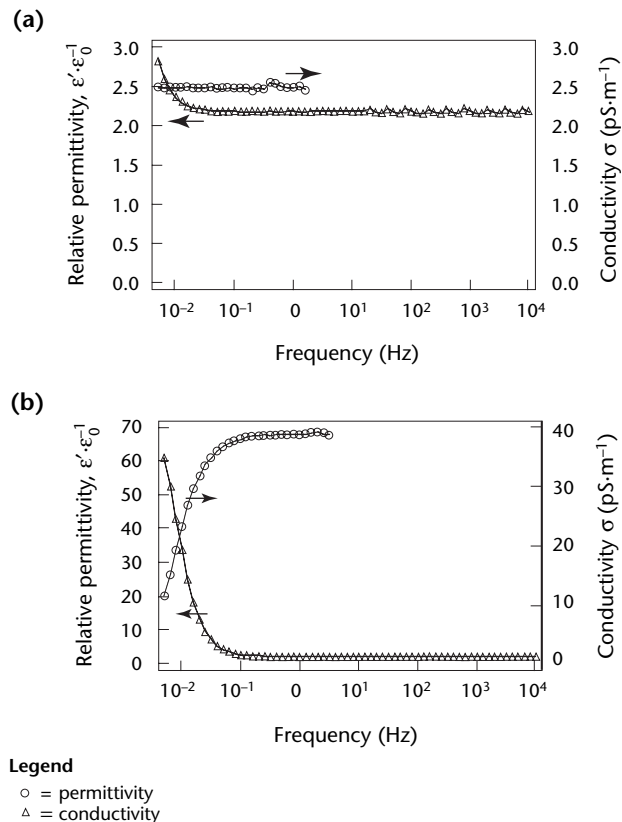 (a)
3.0
2.5
2.0
1.5
1.0
0.5
0.0
Relative permittivity, ε′·ε₀⁻¹
3.0
2.5
2.0
1.5
1.0
0.5
0.0
Conductivity σ (pS·m⁻¹)
10⁻² 10⁻¹ 0 10¹ 10² 10³ 10⁴
Frequency (Hz)
(b)
70
60
50
40
30
20
10
0
Relative permittivity, ε′·ε₀⁻¹
40
30
20
10
0
Conductivity σ (pS·m⁻¹)
10⁻² 10⁻¹ 0 10¹ 10² 10³ 10⁴
Frequency (Hz)
Legend
○ = permittivity
△ = conductivity